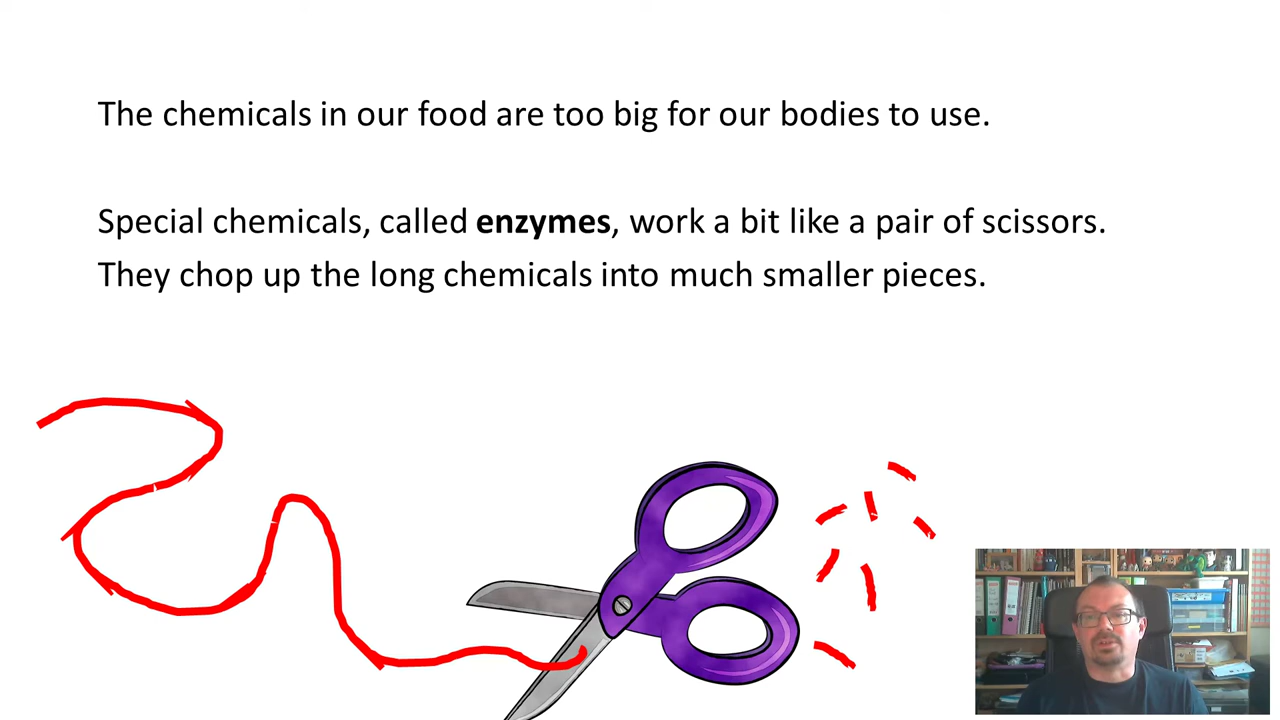 The chemicals in our food are too big for our bodies to use.
Special chemicals, called enzymes, work a bit like a pair of scissors.
They chop up the long chemicals into much smaller pieces.